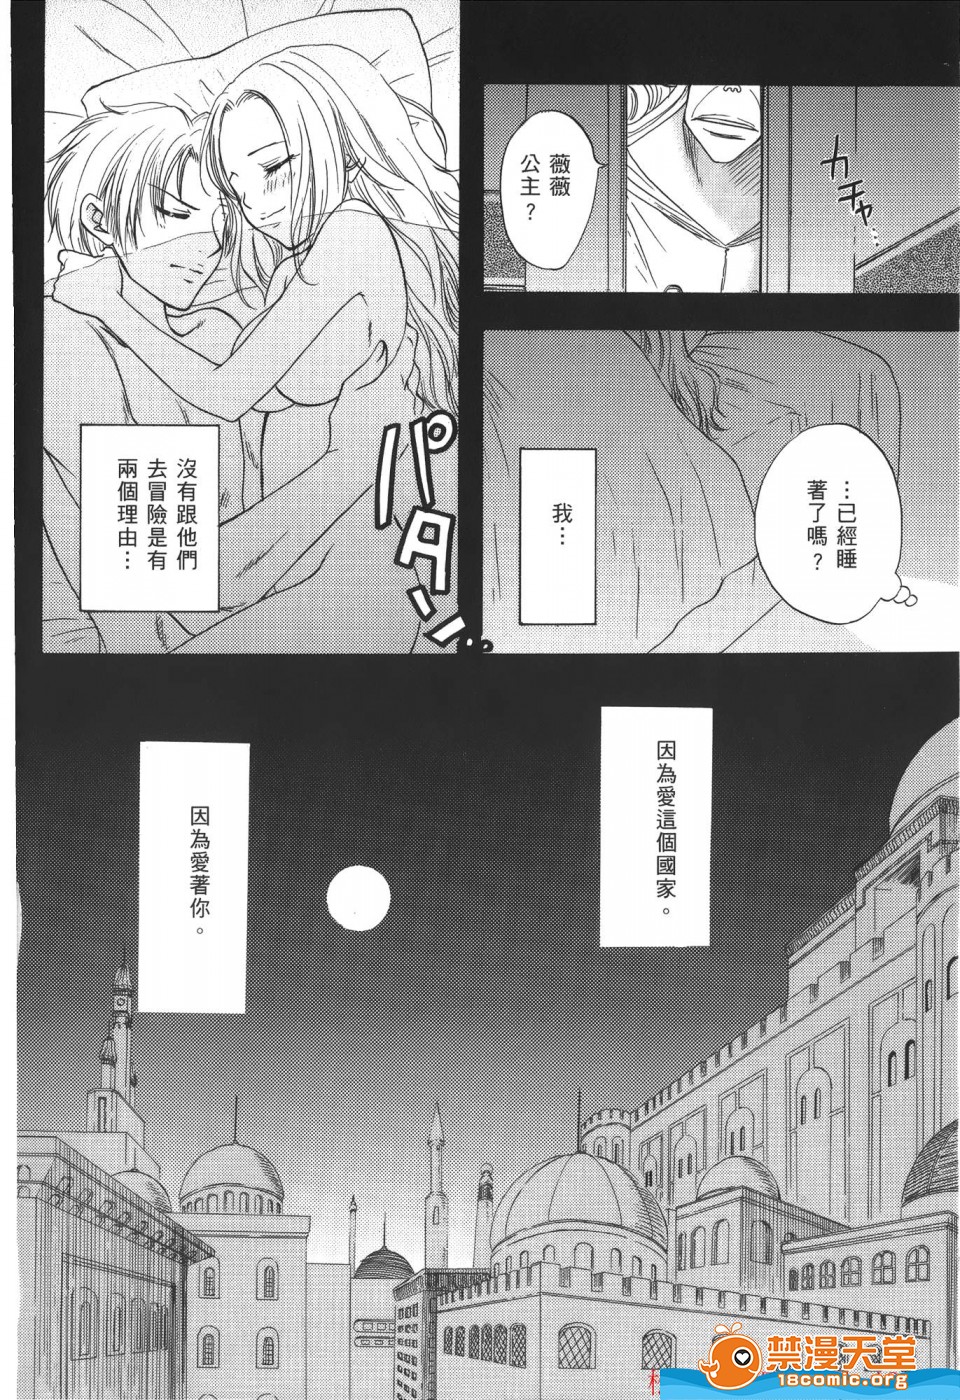 薇薇
公主？
カチャ…
…已經睡
著了嗎？
我…
沒有跟他們
去冒險是有
兩個理由…
パタン…
因為愛這個國家。
因為愛著你。
禁漫天堂
18comic.org